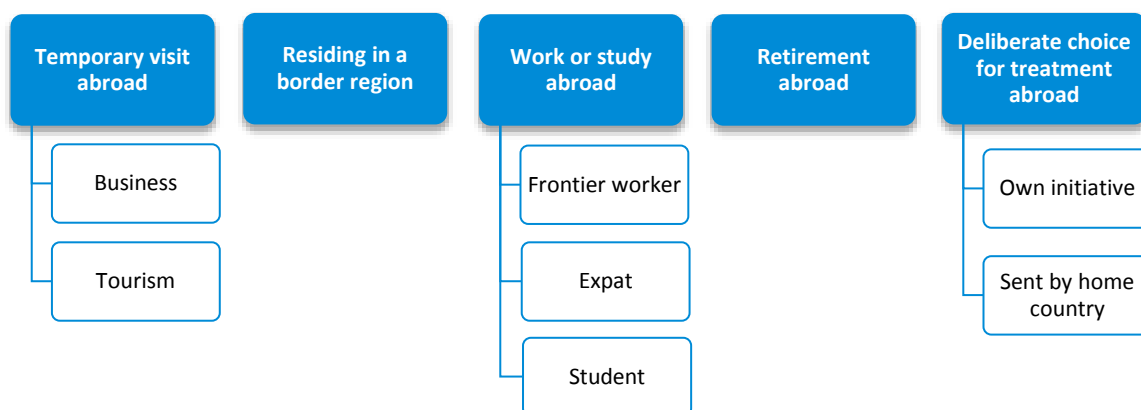 Temporary visit
abroad
Business
Tourism
Residing in a
border region
Work or study
abroad
Frontier worker
Expat
Student
Retirement
abroad
Deliberate choice
for treatment
abroad
Own initiative
Sent by home
country